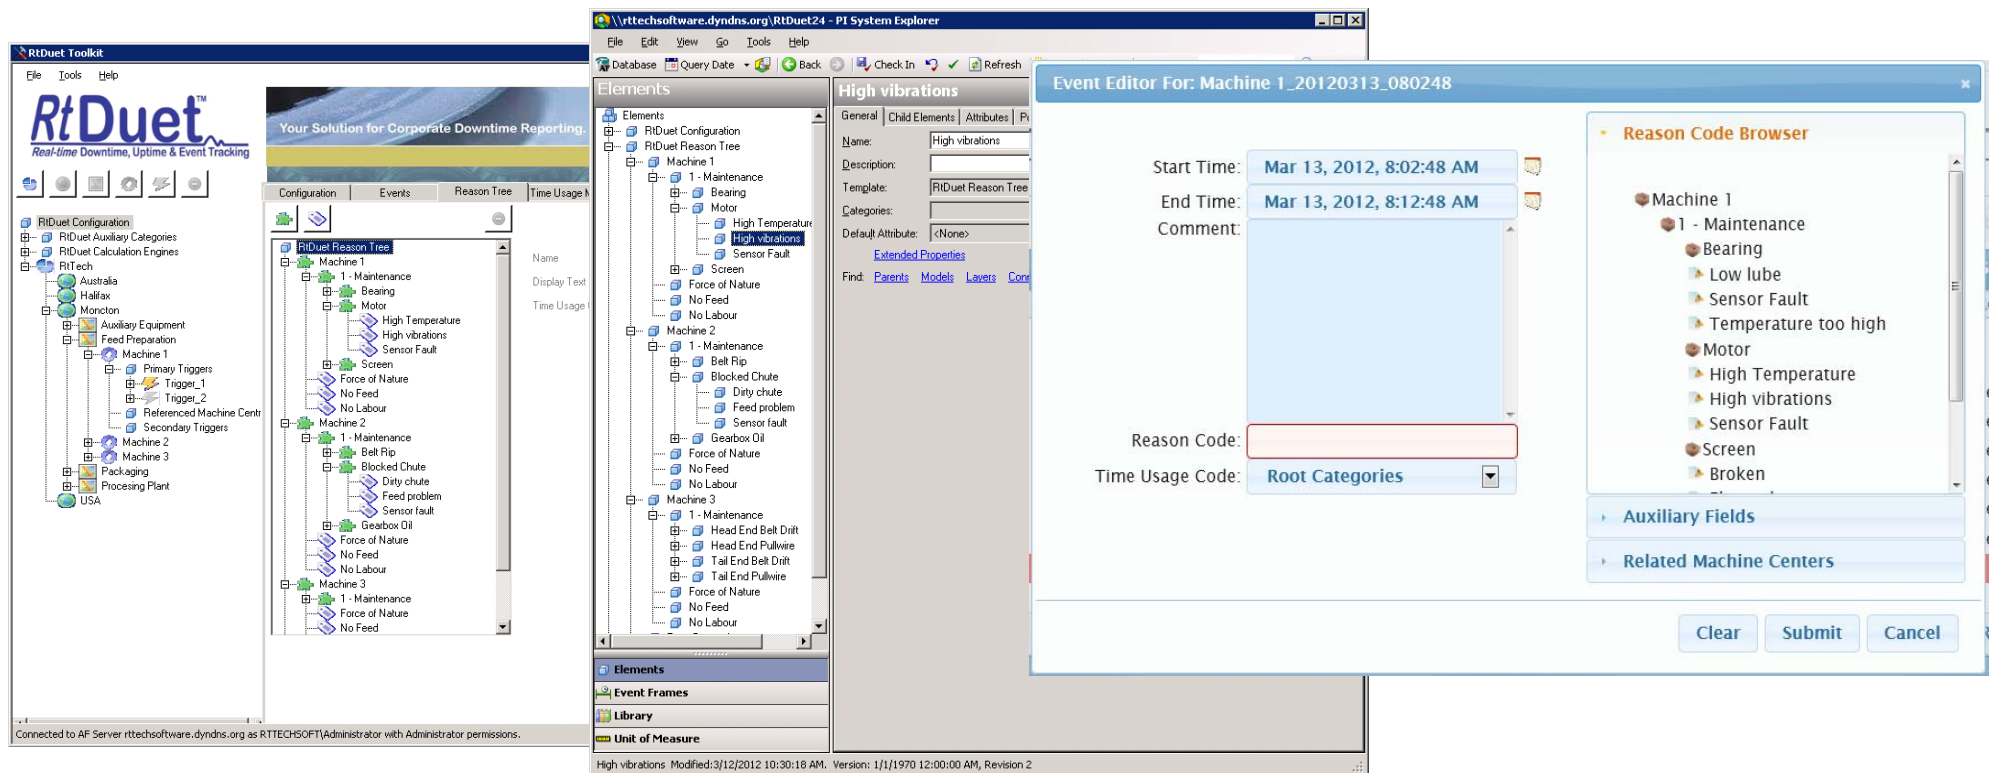 RtDuet Toolkit
File Tools Help
RtDuet™
Real-time Downtime, Uptime & Event Tracking
Your Solution for Corporate Downtime Reporting.
Configuration Events Reason Tree Time Usage M
RtDuet Configuration
RtDuet Auxiliary Categories
RtDuet Calculation Engines
RtTech
Australia
Halifax
Moncton
Auxiliary Equipment
Feed Preparation
Machine 1
Primary Triggers
Trigger_1
Trigger_2
Referenced Machine Centr
Secondary Triggers
Machine 2
Machine 3
Packaging
Procesing Plant
USA
RtDuet Reason Tree
Machine 1
1 - Maintenance
Bearing
Motor
High Temperature
High vibrations
Sensor Fault
Screen
Force of Nature
No Feed
No Labour
Machine 2
1 - Maintenance
Belt Rip
Blocked Chute
Dirty chute
Feed problem
Sensor fault
Gearbox Oil
Force of Nature
No Feed
No Labour
Machine 3
1 - Maintenance
Force of Nature
No Feed
Name
Display Text
Time Usage
Connected to AF Server rttechsoftware.dyndns.org as RTTECHSOFT\Administrator with Administrator permissions.
\\rttechsoftware.dyndns.org\RtDuet24 - PI System Explorer
File Edit View Go Tools Help
Database Query Date Back Check In Refresh
Elements
Elements
RtDuet Configuration
RtDuet Reason Tree
Machine 1
1 - Maintenance
Bearing
Motor
High Temperature
High vibrations
Sensor Fault
Screen
Force of Nature
No Feed
No Labour
Machine 2
1 - Maintenance
Belt Rip
Blocked Chute
Dirty chute
Feed problem
Sensor fault
Gearbox Oil
Force of Nature
No Feed
No Labour
Machine 3
1 - Maintenance
Head End Belt Drift
Head End Pullwire
Tail End Belt Drift
Tail End Pullwire
Force of Nature
No Feed
No Labour
Elements
Event Frames
Library
Unit of Measure
High vibrations
General Child Elements Attributes Po
Name: High vibrations
Description:
Template: RtDuet Reason Tree
Categories:
Default Attribute: <None>
Extended Properties
Find: Parents Models Layers Conn
High vibrations Modified:3/12/2012 10:30:18 AM. Version: 1/1/1970 12:00:00 AM, Revision 2
Event Editor For: Machine 1_20120313_080248
Start Time: Mar 13, 2012, 8:02:48 AM
End Time: Mar 13, 2012, 8:12:48 AM
Comment:
Reason Code:
Time Usage Code: Root Categories
Reason Code Browser
Machine 1
1 - Maintenance
Bearing
Low lube
Sensor Fault
Temperature too high
Motor
High Temperature
High vibrations
Sensor Fault
Screen
Broken
Auxiliary Fields
Related Machine Centers
Clear Submit Cancel